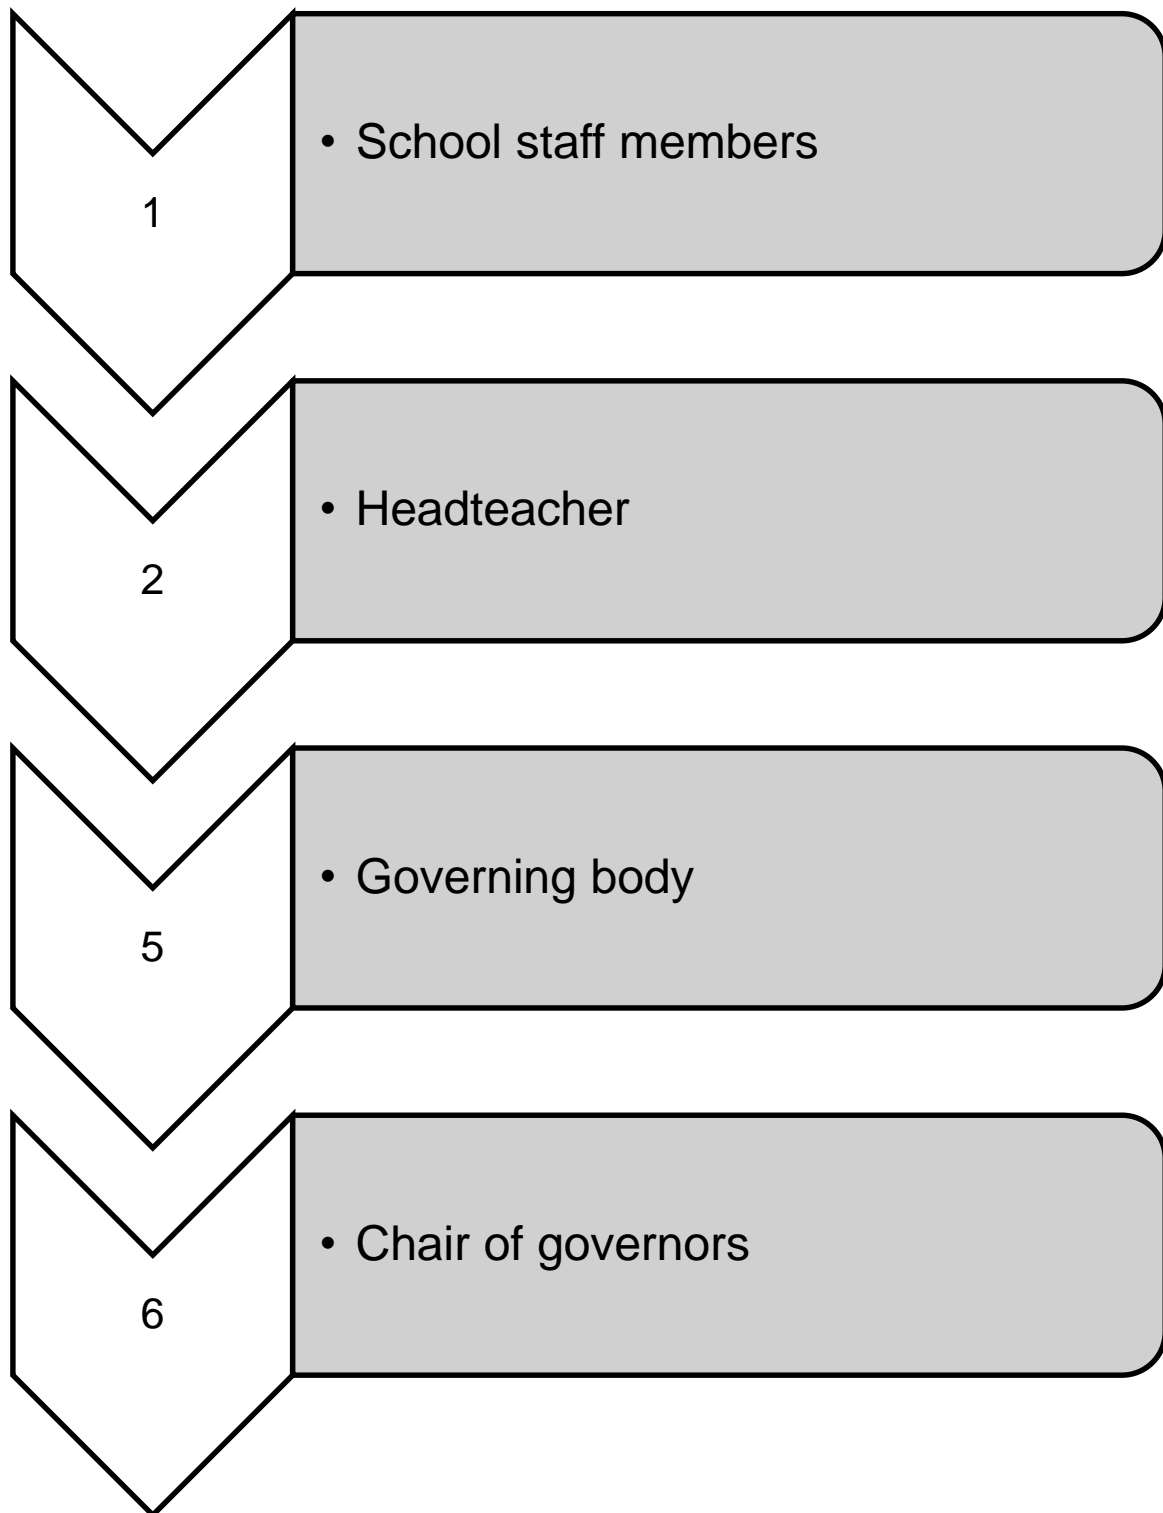 1
• School staff members
2
• Headteacher
5
• Governing body
6
• Chair of governors